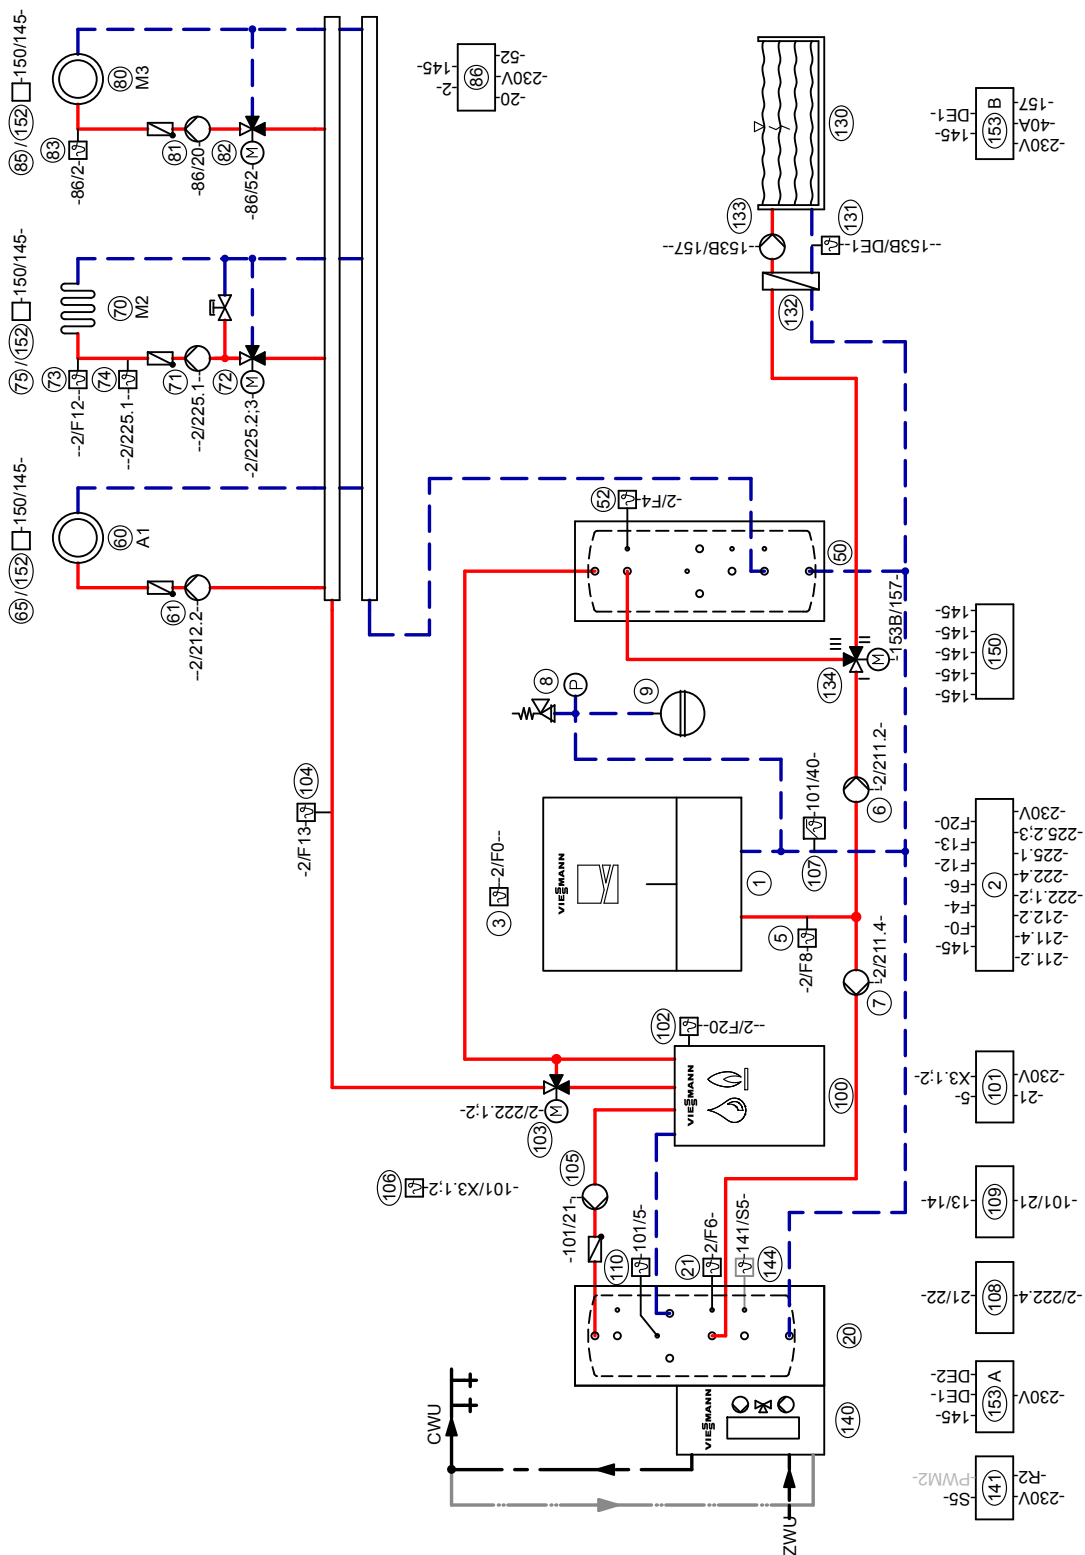 85 / 152 -150/145-
80
M3
83
-86/2-
81
-86/20-
82
M
-86/52-
75 / 152 -150/145-
70
M2
73
--2/F12--
74
--2/225.1--
71
--2/225.1--
72
M
-2/225.2;3-
65 / 152 -150/145-
60
A1
61
--2/212.2--
86
-2-
-145-
-20-
-230V-
-52-
130
133
--153B/157--
131
--153B/DE1--
132
153 B
145-
DE1-
-230V-
-40A-
-157-
52
-2/F4-
50
134
M
-153B/157-
150
145-
145-
145-
145-
145-
8
P
9
104
-2/F13-
3
--2/F0--
VIESMANN
1
107
-101/40-
5
-2/F8-
6
-2/211.2-
7
-2/211.4-
2
145-
F0-
F4-
F6-
F12-
F13-
F20-
-211.2-
-211.4-
-212.2-
-222.1;2-
-222.4-
-225.1-
-225.2;3-
-230V-
102
--2/F20--
VIESMANN
100
103
M
-2/222.1;2-
105
-101/21-
106
-101/X3.1;2-
101
5-
X3.1;2-
-21-
-230V-
109
13/14-
-101/21-
110
-101/5-
21
-2/F6-
144
-141/S5-
108
21/22-
-2/222.4-
20
VIESMANN
140
153 A
145-
DE1-
DE2-
-230V-
CWU
ZWU
141
S5-
-PWM2-
-230V-
-R2-